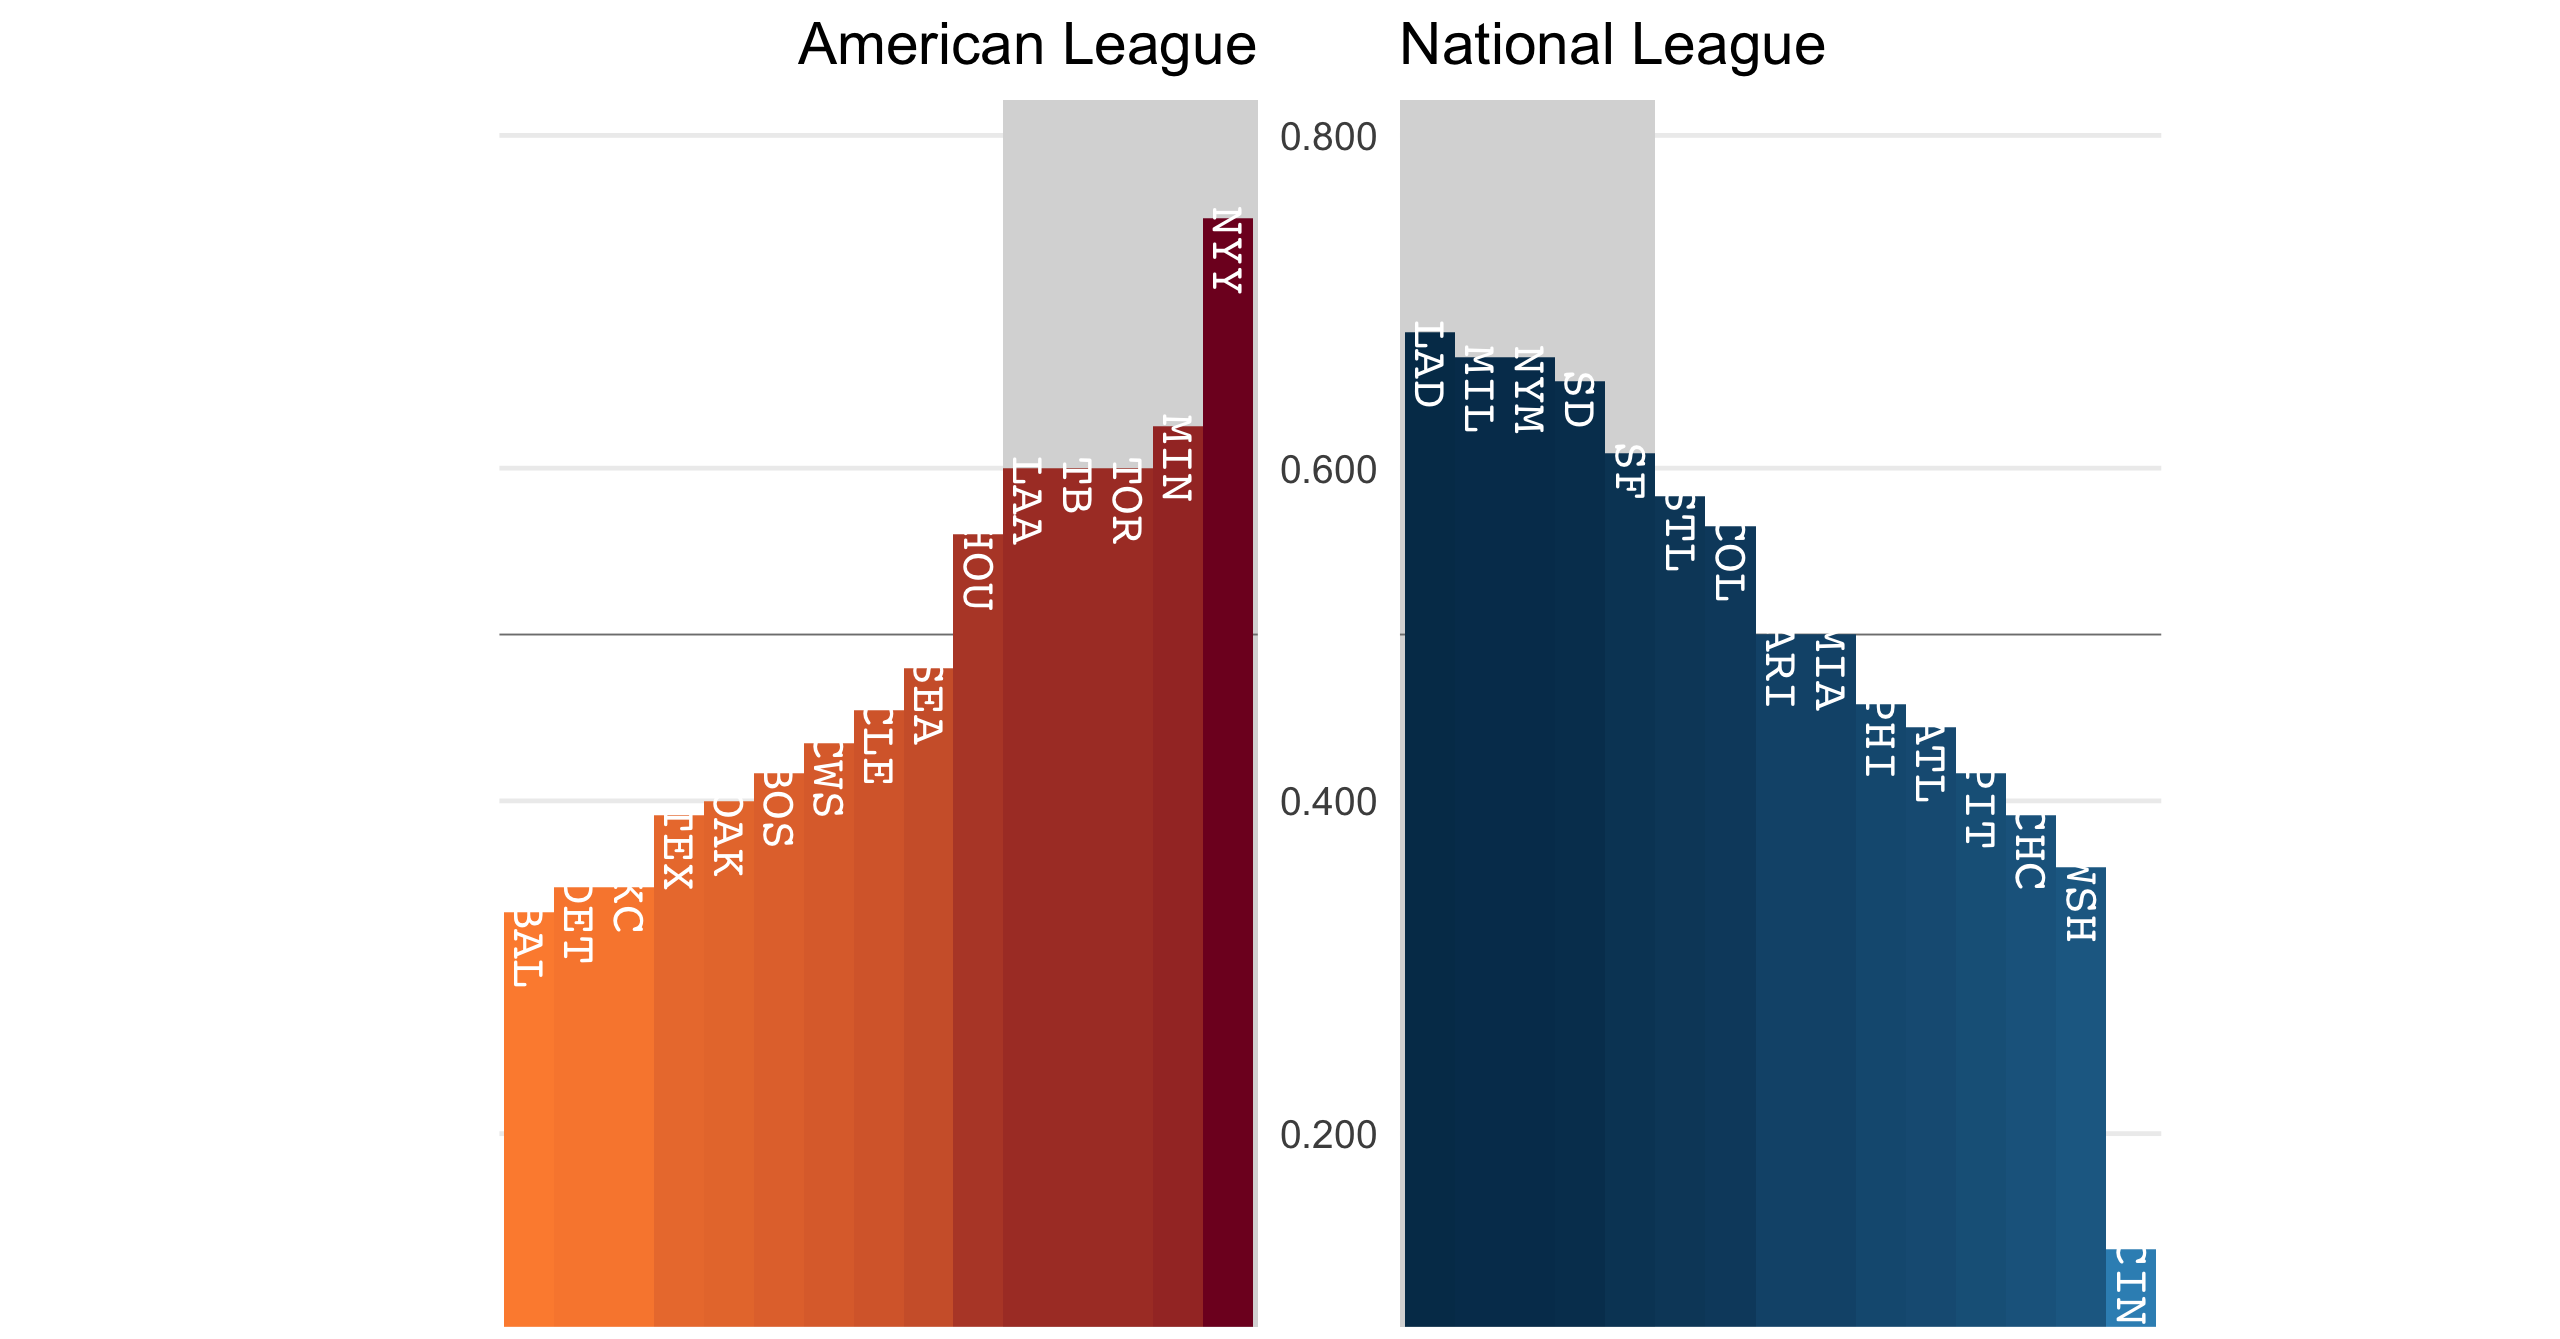 American League
National League
0.800
0.600
0.400
0.200
BAL
DET
KC
TEX
OAK
BOS
CWS
CLE
SEA
HOU
LAA
TB
TOR
MIN
NYY
LAD
MIL
NYM
SD
SF
STL
COL
ARI
MIA
PHI
ATL
PIT
CHC
WSH
CIN